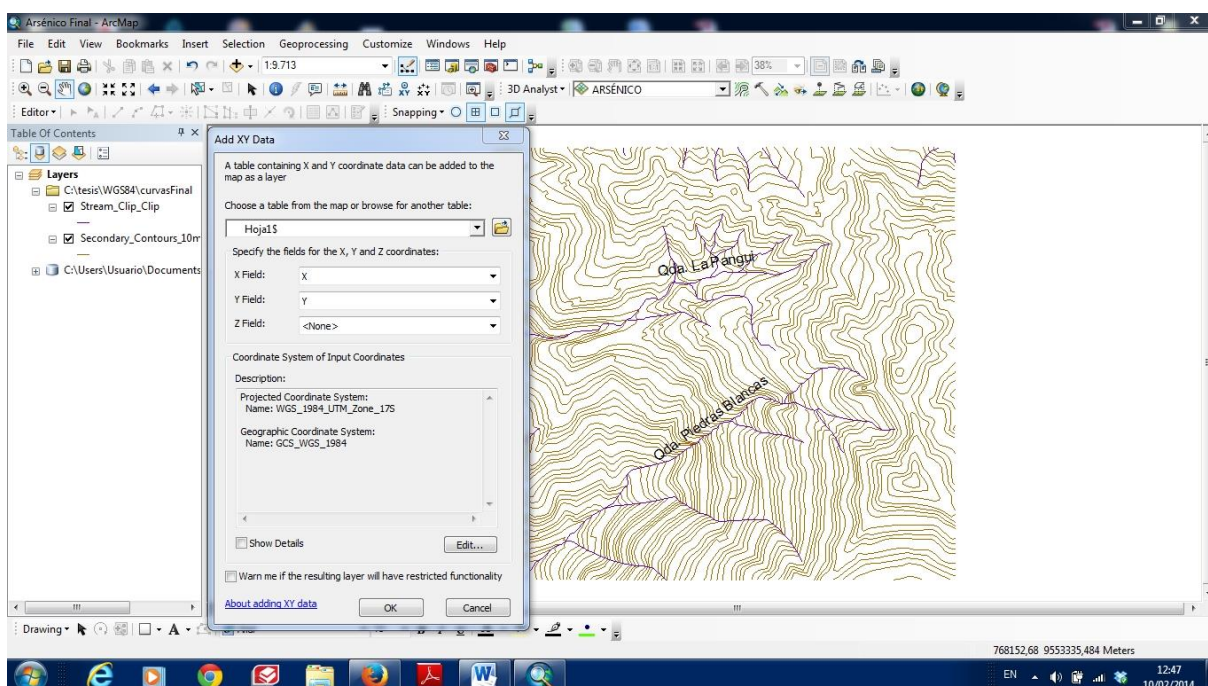 Arsénico Final - ArcMap
File Edit View Bookmarks Insert Selection Geoprocessing Customize Windows Help
1:9.713
38%
3D Analyst ARSÉNICO
Editor
Snapping
Table Of Contents
Layers
C:\tesis\WGS84\curvasFinal
Stream_Clip_Clip
Secondary_Contours_10m
C:\Users\Usuario\Documents
Add XY Data
A table containing X and Y coordinate data can be added to the
map as a layer
Choose a table from the map or browse for another table:
Hoja1$
Specify the fields for the X, Y and Z coordinates:
X Field: X
Y Field: Y
Z Field: <None>
Coordinate System of Input Coordinates
Description:
Projected Coordinate System:
Name: WGS_1984_UTM_Zone_17S
Geographic Coordinate System:
Name: GCS_WGS_1984
Show Details
Edit...
Warn me if the resulting layer will have restricted functionality
About adding XY data
OK
Cancel
Qda. La Pangui
Qda. Piedras Blancas
Drawing
768152,68 9553335,484 Meters
EN
12:47
10/02/2014